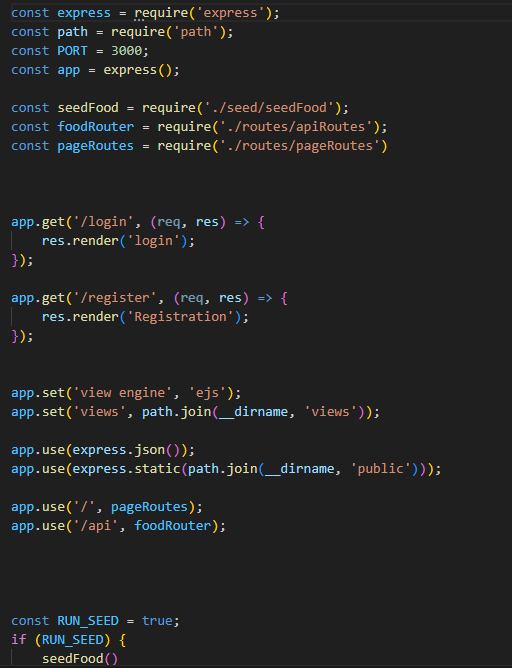 const express = require('express');
const path = require('path');
const PORT = 3000;
const app = express();
const seedFood = require('./seed/seedFood');
const foodRouter = require('./routes/apiRoutes');
const pageRoutes = require('./routes/pageRoutes')
app.get('/login', (req, res) => {
    res.render('login');
});
app.get('/register', (req, res) => {
    res.render('Registration');
});
app.set('view engine', 'ejs');
app.set('views', path.join(__dirname, 'views'));
app.use(express.json());
app.use(express.static(path.join(__dirname, 'public')));
app.use('/', pageRoutes);
app.use('/api', foodRouter);
const RUN_SEED = true;
if (RUN_SEED) {
    seedFood()